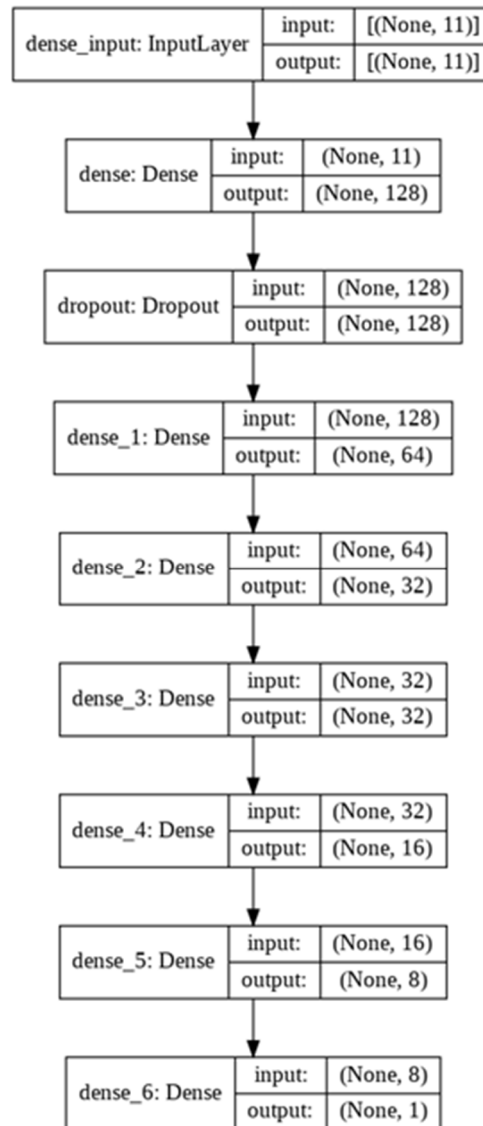 dense_input: InputLayer
input: [(None, 11)]
output: [(None, 11)]
dense: Dense
input: (None, 11)
output: (None, 128)
dropout: Dropout
input: (None, 128)
output: (None, 128)
dense_1: Dense
input: (None, 128)
output: (None, 64)
dense_2: Dense
input: (None, 64)
output: (None, 32)
dense_3: Dense
input: (None, 32)
output: (None, 32)
dense_4: Dense
input: (None, 32)
output: (None, 16)
dense_5: Dense
input: (None, 16)
output: (None, 8)
dense_6: Dense
input: (None, 8)
output: (None, 1)